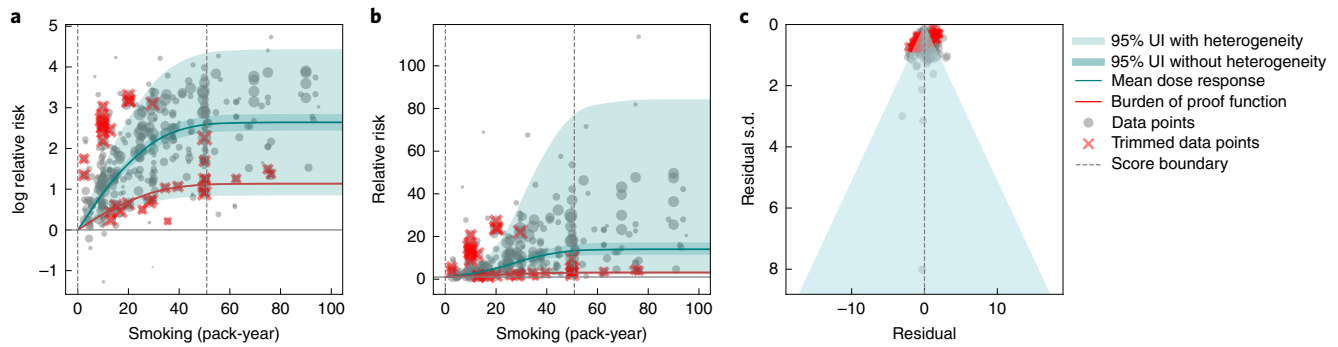 a
5
4
3
2
1
0
−1
log relative risk
0 20 40 60 80 100
Smoking (pack-year)
b
100
80
60
40
20
0
Relative risk
0 20 40 60 80 100
Smoking (pack-year)
c
0
2
4
6
8
Residual s.d.
−10 0 10
Residual
95% UI with heterogeneity
95% UI without heterogeneity
Mean dose response
Burden of proof function
Data points
Trimmed data points
Score boundary